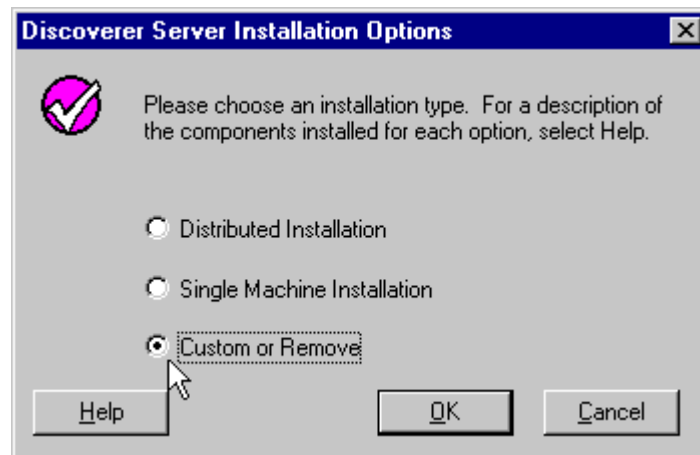 Discoverer Server Installation Options
Please choose an installation type. For a description of
the components installed for each option, select Help.
Distributed Installation
Single Machine Installation
Custom or Remove
Help OK Cancel